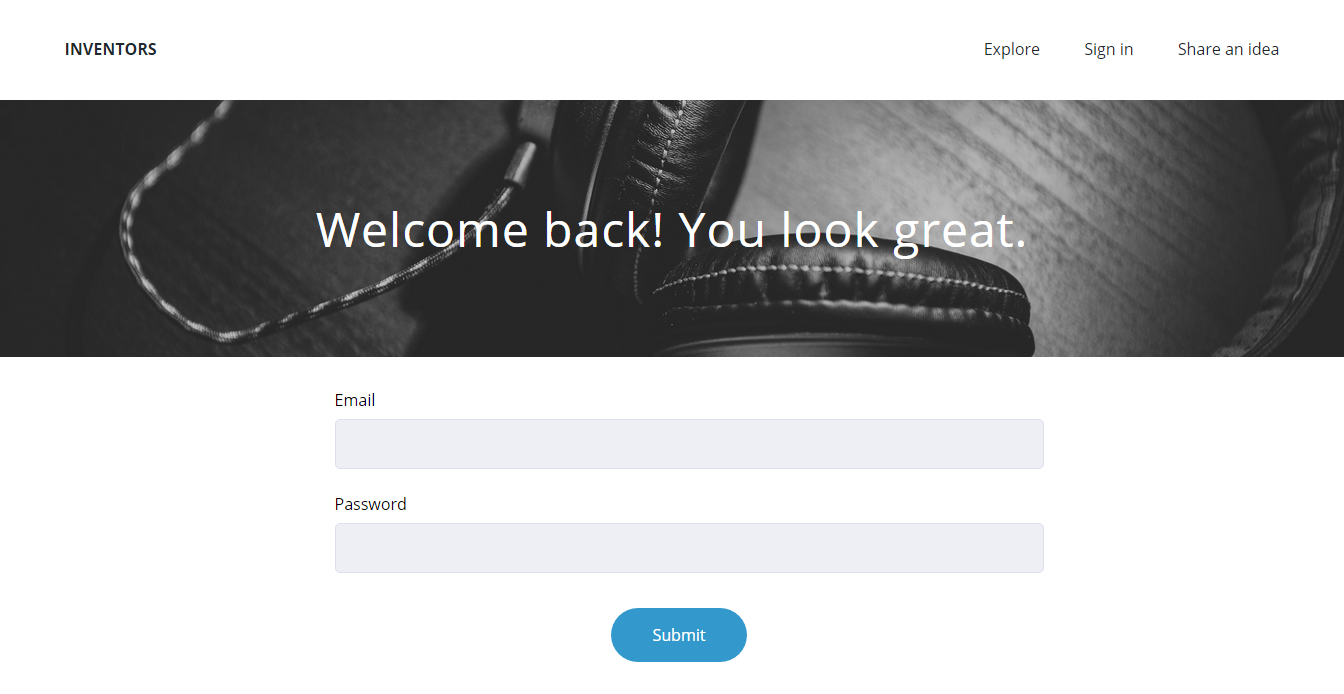 INVENTORS
Explore
Sign in
Share an idea
Welcome back! You look great.
Email
Password
Submit